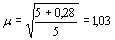 μ = √((5 + 0,28)/5) = 1,03